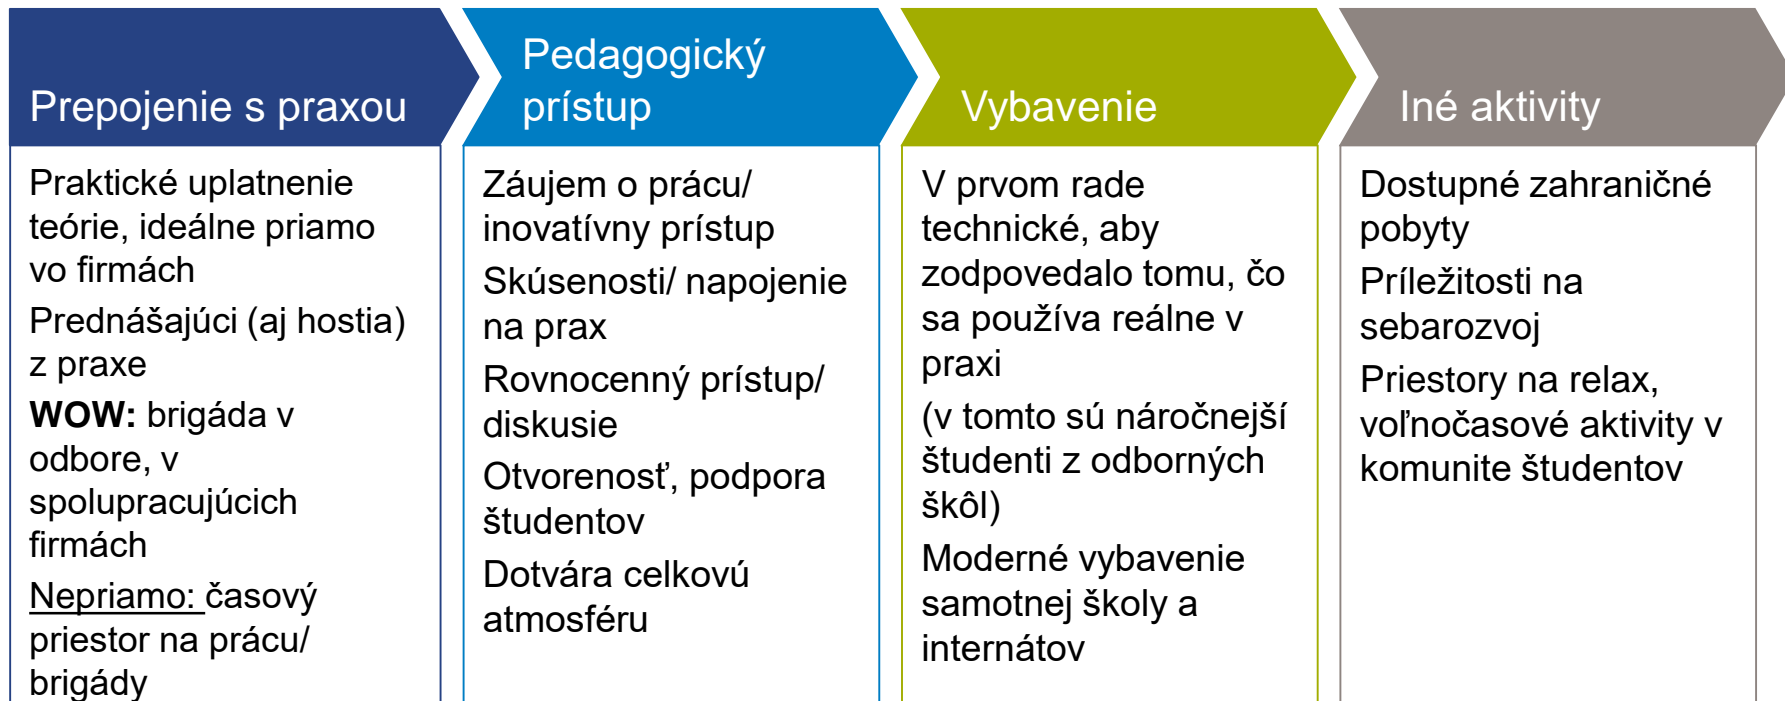 Prepojenie s praxou
Praktické uplatnenie
teórie, ideálne priamo
vo firmách
Prednášajúci (aj hostia)
z praxe
WOW: brigáda v
odbore, v
spolupracujúcich
firmách
Nepriamo: časový
priestor na prácu/
brigády
Pedagogický
prístup
Záujem o prácu/
inovatívny prístup
Skúsenosti/ napojenie
na prax
Rovnocenný prístup/
diskusie
Otvorenosť, podpora
študentov
Dotvára celkovú
atmosféru
Vybavenie
V prvom rade
technické, aby
zodpovedalo tomu, čo
sa používa reálne v
praxi
(v tomto sú náročnejší
študenti z odborných
škôl)
Moderné vybavenie
samotnej školy a
internátov
Iné aktivity
Dostupné zahraničné
pobyty
Príležitosti na
sebarozvoj
Priestory na relax,
voľnočasové aktivity v
komunite študentov